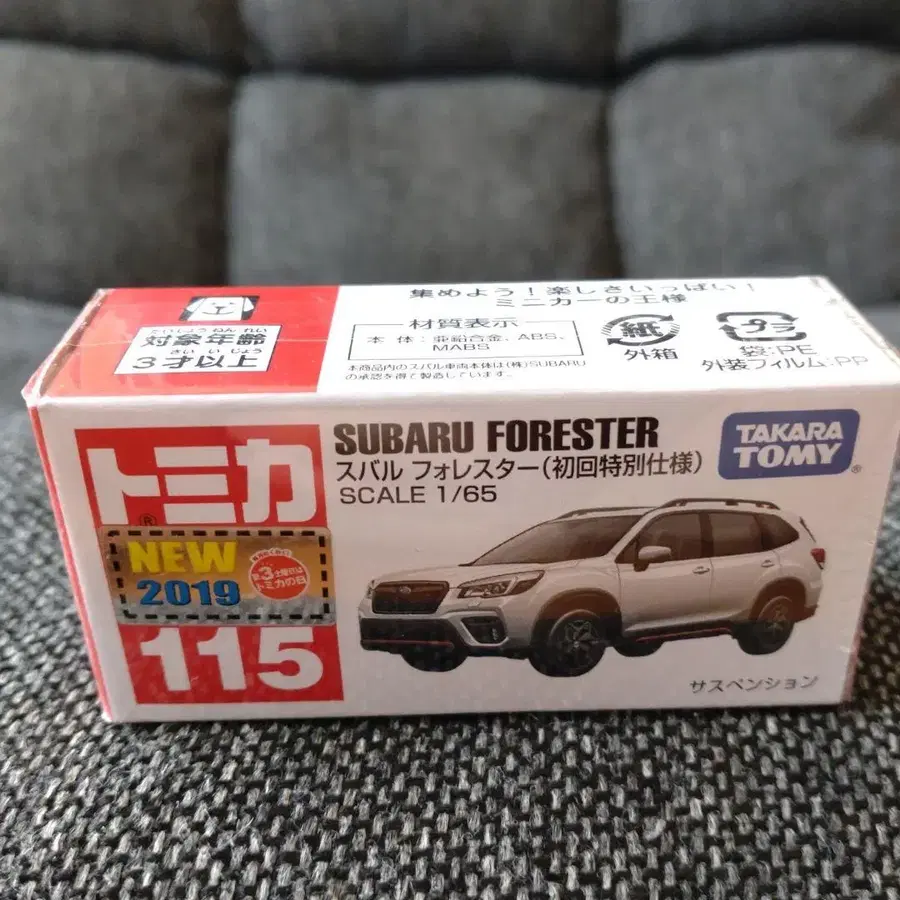 集めよう!楽しさいっぱい!
ミニカーの王様
たいしょうねんれい
対象年齢
さいいじょう
3才以上
材質表示
本体:亜鉛合金、ABS、
MABS
本商品内のスバル車両本体は(株)SUBARU
の承認を得て製造しています。
紙
外箱
プラ
袋:PE
外装フィルム:PP
トミカ
®
NEW
2019
第3土曜日は
トミカの日
115
SUBARU FORESTER
スバル フォレスター(初回特別仕様)
SCALE 1/65
TAKARA
TOMY
®
サスペンション